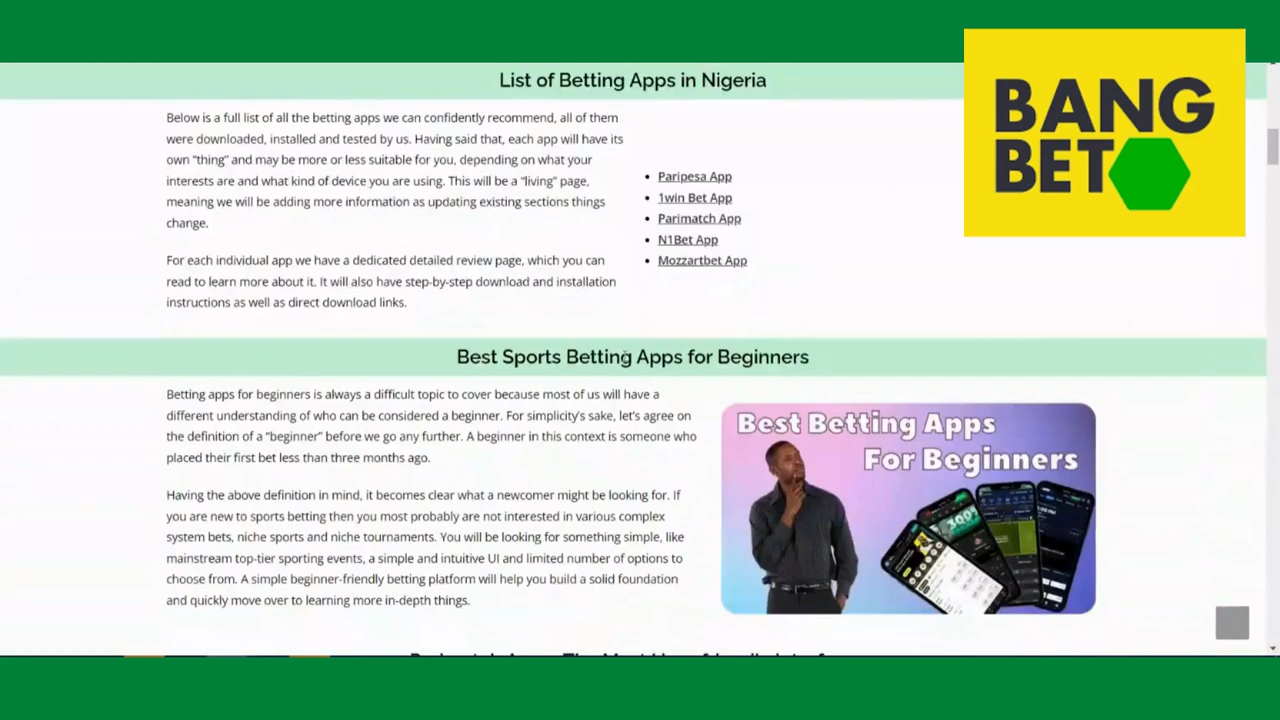 List of Betting Apps in Nigeria
BANG
BET
Below is a full list of all the betting apps we can confidently recommend, all of them
were downloaded, installed and tested by us. Having said that, each app will have its
own "thing" and may be more or less suitable for you, depending on what your
interests are and what kind of device you are using. This will be a "living" page,
meaning we will be adding more information as updating existing sections things
change.
For each individual app we have a dedicated detailed review page, which you can
read to learn more about it. It will also have step-by-step download and installation
instructions as well as direct download links.
Paripesa App
1win Bet App
Parimatch App
N1Bet App
Mozzartbet App
Best Sports Betting Apps for Beginners
Betting apps for beginners is always a difficult topic to cover because most of us will have a
different understanding of who can be considered a beginner. For simplicity's sake, let's agree on
the definition of a "beginner" before we go any further. A beginner in this context is someone who
placed their first bet less than three months ago.
Having the above definition in mind, it becomes clear what a newcomer might be looking for. If
you are new to sports betting then you most probably are not interested in various complex
system bets, niche sports and niche tournaments. You will be looking for something simple, like
mainstream top-tier sporting events, a simple and intuitive UI and limited number of options to
choose from. A simple beginner-friendly betting platform will help you build a solid foundation
and quickly move over to learning more in-depth things.
Best Betting Apps
For Beginners